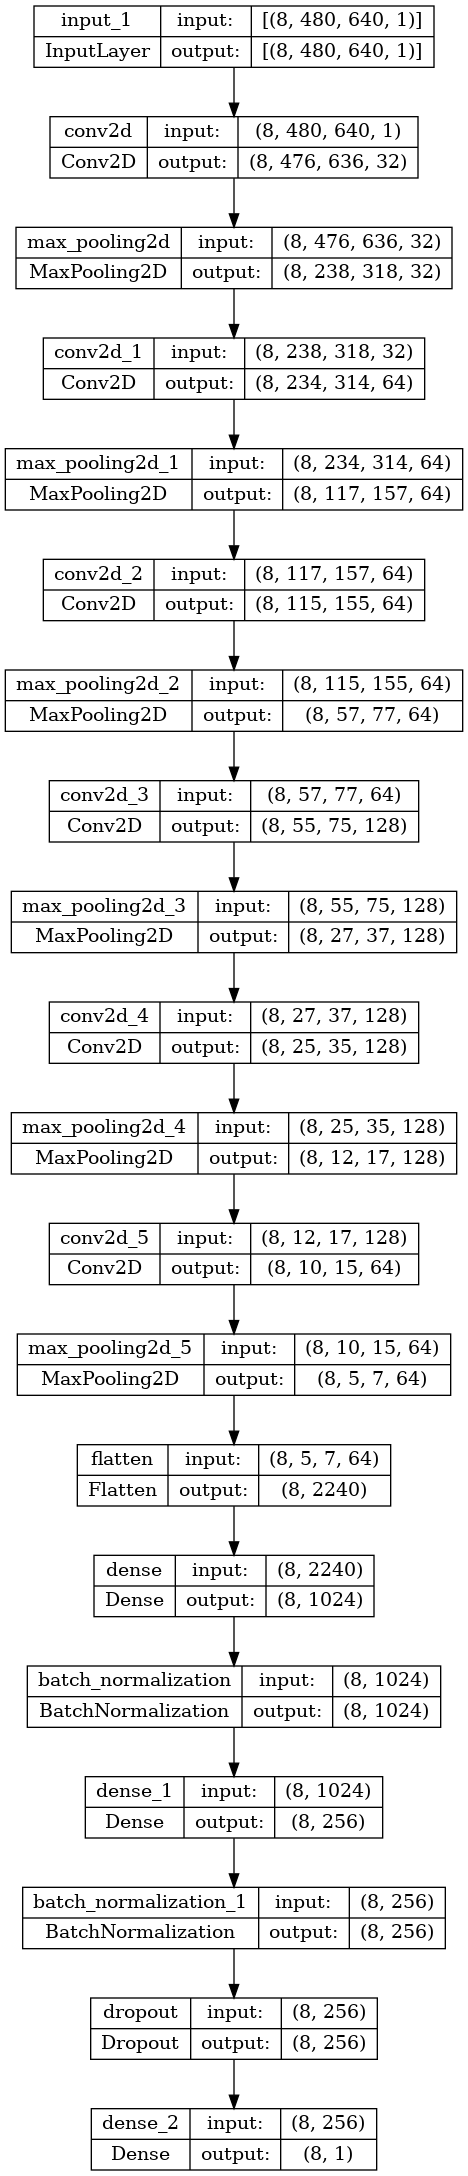 input_1 input: [(8, 480, 640, 1)]
InputLayer output: [(8, 480, 640, 1)]
conv2d input: (8, 480, 640, 1)
Conv2D output: (8, 476, 636, 32)
max_pooling2d input: (8, 476, 636, 32)
MaxPooling2D output: (8, 238, 318, 32)
conv2d_1 input: (8, 238, 318, 32)
Conv2D output: (8, 234, 314, 64)
max_pooling2d_1 input: (8, 234, 314, 64)
MaxPooling2D output: (8, 117, 157, 64)
conv2d_2 input: (8, 117, 157, 64)
Conv2D output: (8, 115, 155, 64)
max_pooling2d_2 input: (8, 115, 155, 64)
MaxPooling2D output: (8, 57, 77, 64)
conv2d_3 input: (8, 57, 77, 64)
Conv2D output: (8, 55, 75, 128)
max_pooling2d_3 input: (8, 55, 75, 128)
MaxPooling2D output: (8, 27, 37, 128)
conv2d_4 input: (8, 27, 37, 128)
Conv2D output: (8, 25, 35, 128)
max_pooling2d_4 input: (8, 25, 35, 128)
MaxPooling2D output: (8, 12, 17, 128)
conv2d_5 input: (8, 12, 17, 128)
Conv2D output: (8, 10, 15, 64)
max_pooling2d_5 input: (8, 10, 15, 64)
MaxPooling2D output: (8, 5, 7, 64)
flatten input: (8, 5, 7, 64)
Flatten output: (8, 2240)
dense input: (8, 2240)
Dense output: (8, 1024)
batch_normalization input: (8, 1024)
BatchNormalization output: (8, 1024)
dense_1 input: (8, 1024)
Dense output: (8, 256)
batch_normalization_1 input: (8, 256)
BatchNormalization output: (8, 256)
dropout input: (8, 256)
Dropout output: (8, 256)
dense_2 input: (8, 256)
Dense output: (8, 1)